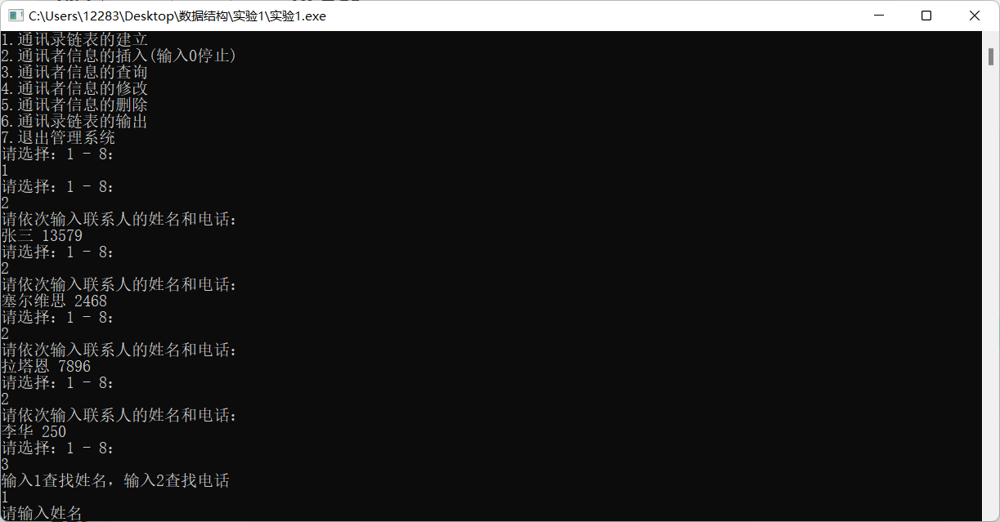 C:\Users\12283\Desktop\数据结构\实验1\实验1.exe
1.通讯录链表的建立
2.通讯者信息的插入(输入0停止)
3.通讯者信息的查询
4.通讯者信息的修改
5.通讯者信息的删除
6.通讯录链表的输出
7.退出管理系统
请选择：1 - 8：
1
请选择：1 - 8：
2
请依次输入联系人的姓名和电话：
张三 13579
请选择：1 - 8：
2
请依次输入联系人的姓名和电话：
塞尔维思 2468
请选择：1 - 8：
2
请依次输入联系人的姓名和电话：
拉塔恩 7896
请选择：1 - 8：
2
请依次输入联系人的姓名和电话：
李华 250
请选择：1 - 8：
3
输入1查找姓名，输入2查找电话
1
请输入姓名